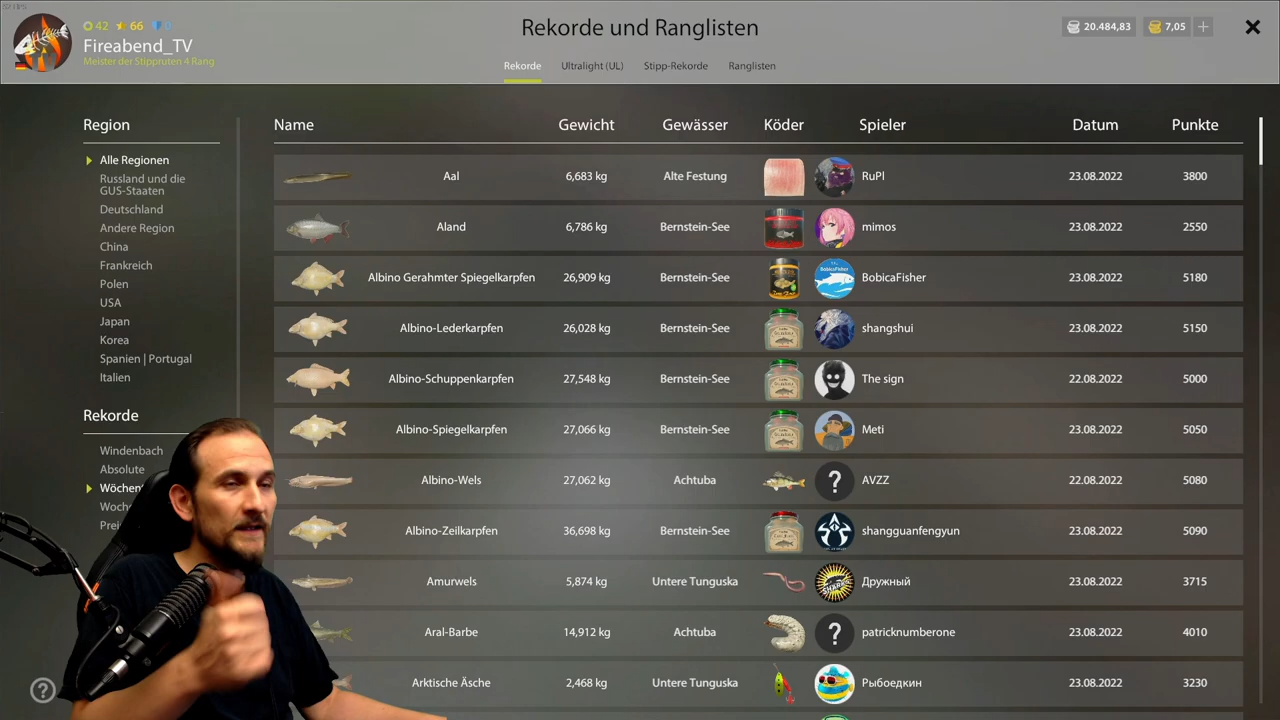 42 66
Fireabend_TV
Meister der Stippruten 4 Rang
Rekorde und Ranglisten
20.484,83 7,05
Rekorde Ultralight (UL) Stipp-Rekorde Ranglisten
Region
Alle Regionen
Russland und die
GUS-Staaten
Deutschland
Andere Region
China
Frankreich
Polen
USA
Japan
Korea
Spanien | Portugal
Italien
Rekorde
Windenbach
Absolute
Name Gewicht Gewässer Köder Spieler Datum Punkte
Aal 6,683 kg Alte Festung RuPl 23.08.2022 3800
Aland 6,786 kg Bernstein-See mimos 23.08.2022 2550
Albino Gerahmter Spiegelkarpfen 26,909 kg Bernstein-See BobicaFisher 23.08.2022 5180
Albino-Lederkarpfen 26,028 kg Bernstein-See shangshui 23.08.2022 5150
Albino-Schuppenkarpfen 27,548 kg Bernstein-See The sign 22.08.2022 5000
Albino-Spiegelkarpfen 27,066 kg Bernstein-See Meti 23.08.2022 5050
Albino-Wels 27,062 kg Achtuba ? AVZZ 22.08.2022 5080
Albino-Zeilkarpfen 36,698 kg Bernstein-See shangguanfengyun 23.08.2022 5090
Amurwels 5,874 kg Untere Tunguska Дружный 23.08.2022 3715
Aral-Barbe 14,912 kg Achtuba ? patricknumberone 23.08.2022 4010
Arktische Äsche 2,468 kg Untere Tunguska Рыбоедкин 23.08.2022 3230